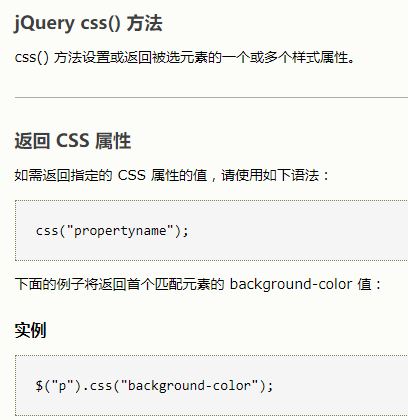 jQuery css() 方法
css() 方法设置或返回被选元素的一个或多个样式属性。
返回 CSS 属性
如需返回指定的 CSS 属性的值，请使用如下语法：
css("propertyname");
下面的例子将返回首个匹配元素的 background-color 值：
实例
$("p").css("background-color");